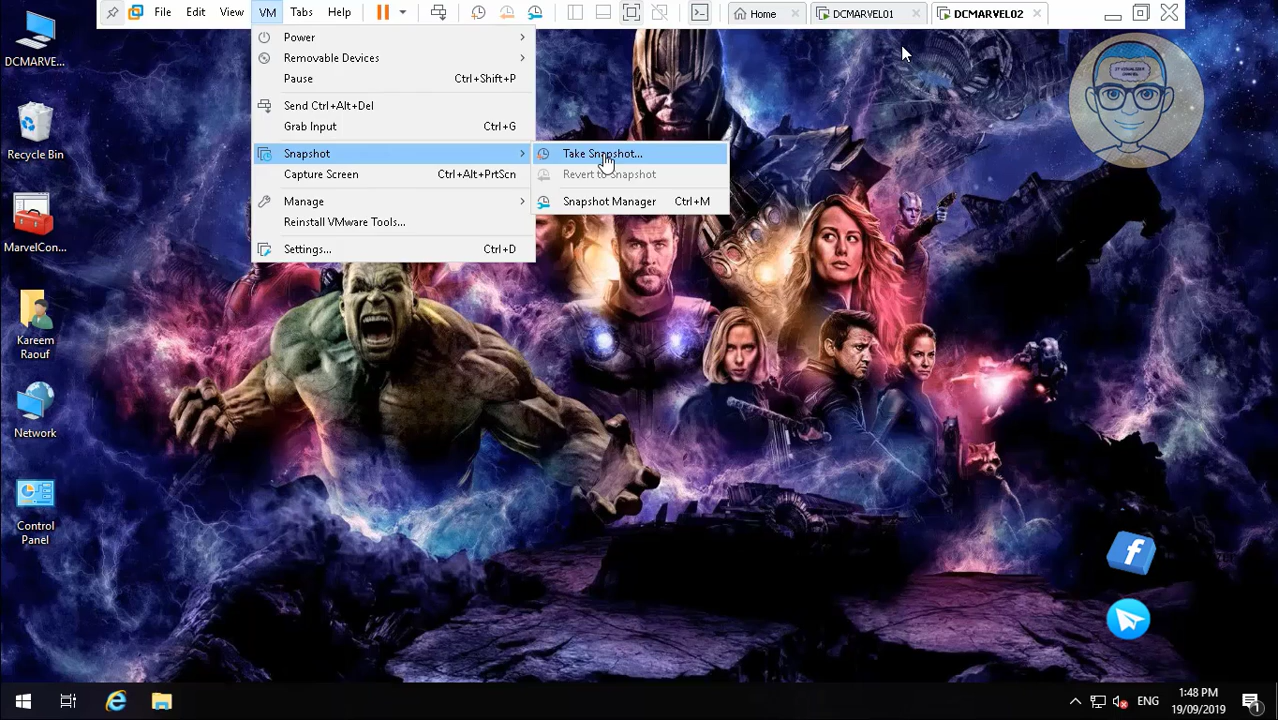 File Edit View VM Tabs Help Home DCMARVEL01 DCMARVEL02
Power
Removable Devices
Pause Ctrl+Shift+P
Send Ctrl+Alt+Del
Grab Input Ctrl+G
Snapshot
Capture Screen Ctrl+Alt+PrtScn
Manage
Reinstall VMware Tools...
Settings... Ctrl+D
Take Snapshot...
Revert to Snapshot
Snapshot Manager Ctrl+M
DCMARVE...
Recycle Bin
MarvelCon...
Kareem
Raouf
Network
Control
Panel
ENG
1:48 PM
19/09/2019
1